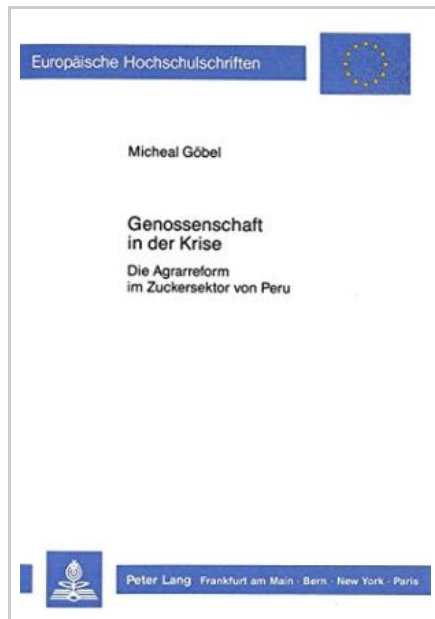 Europäische Hochschulschriften
Micheal Göbel
Genossenschaft
in der Krise
Die Agrarreform
im Zuckersektor von Peru
Peter Lang Frankfurt am Main · Bern · New York · Paris